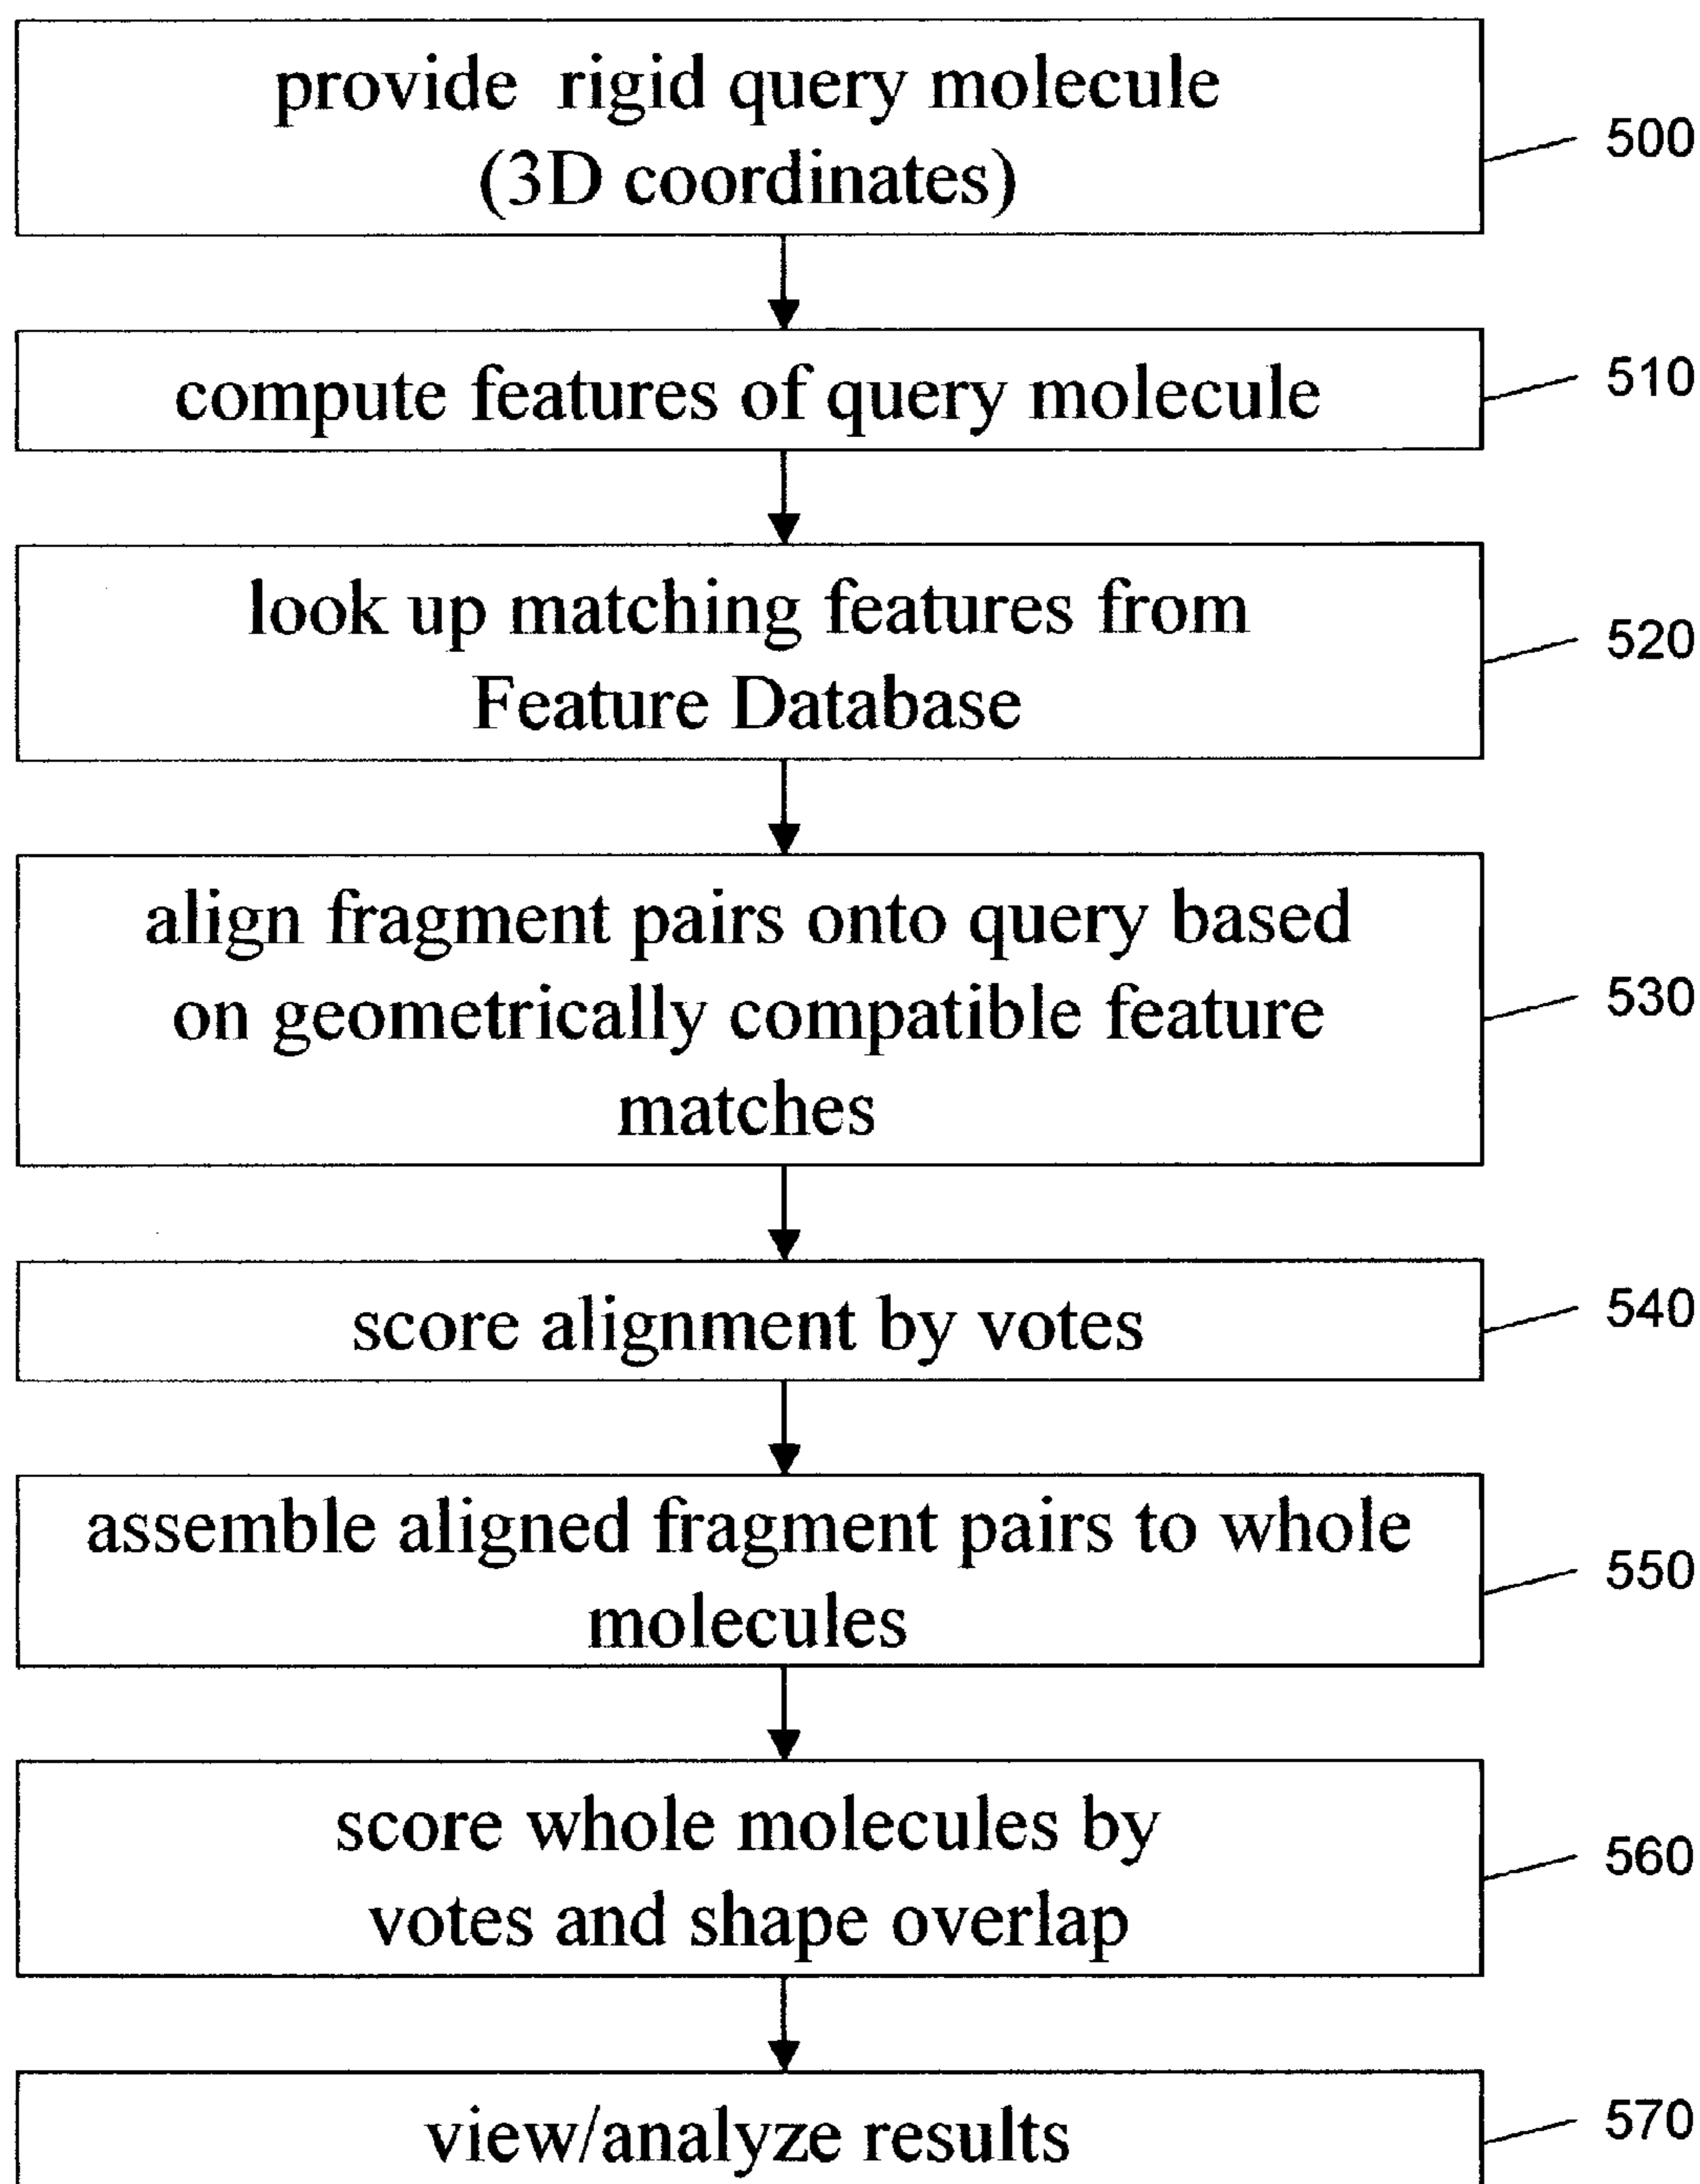 provide rigid query molecule
(3D coordinates)
500
compute features of query molecule
510
look up matching features from
Feature Database
520
align fragment pairs onto query based
on geometrically compatible feature
matches
530
score alignment by votes
540
assemble aligned fragment pairs to whole
molecules
550
score whole molecules by
votes and shape overlap
560
view/analyze results
570